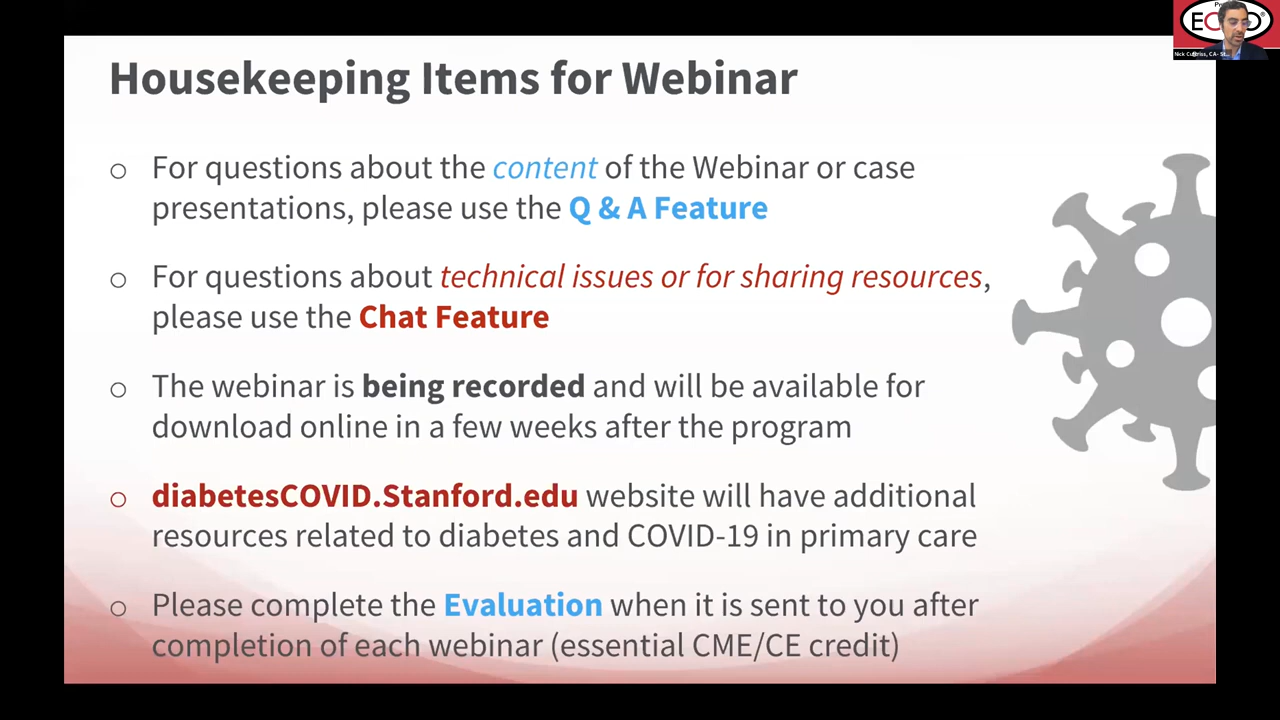 Housekeeping Items for Webinar
For questions about the content of the Webinar or case
presentations, please use the Q & A Feature
For questions about technical issues or for sharing resources,
please use the Chat Feature
The webinar is being recorded and will be available for
download online in a few weeks after the program
diabetesCOVID.Stanford.edu website will have additional
resources related to diabetes and COVID-19 in primary care
Please complete the Evaluation when it is sent to you after
completion of each webinar (essential CME/CE credit)